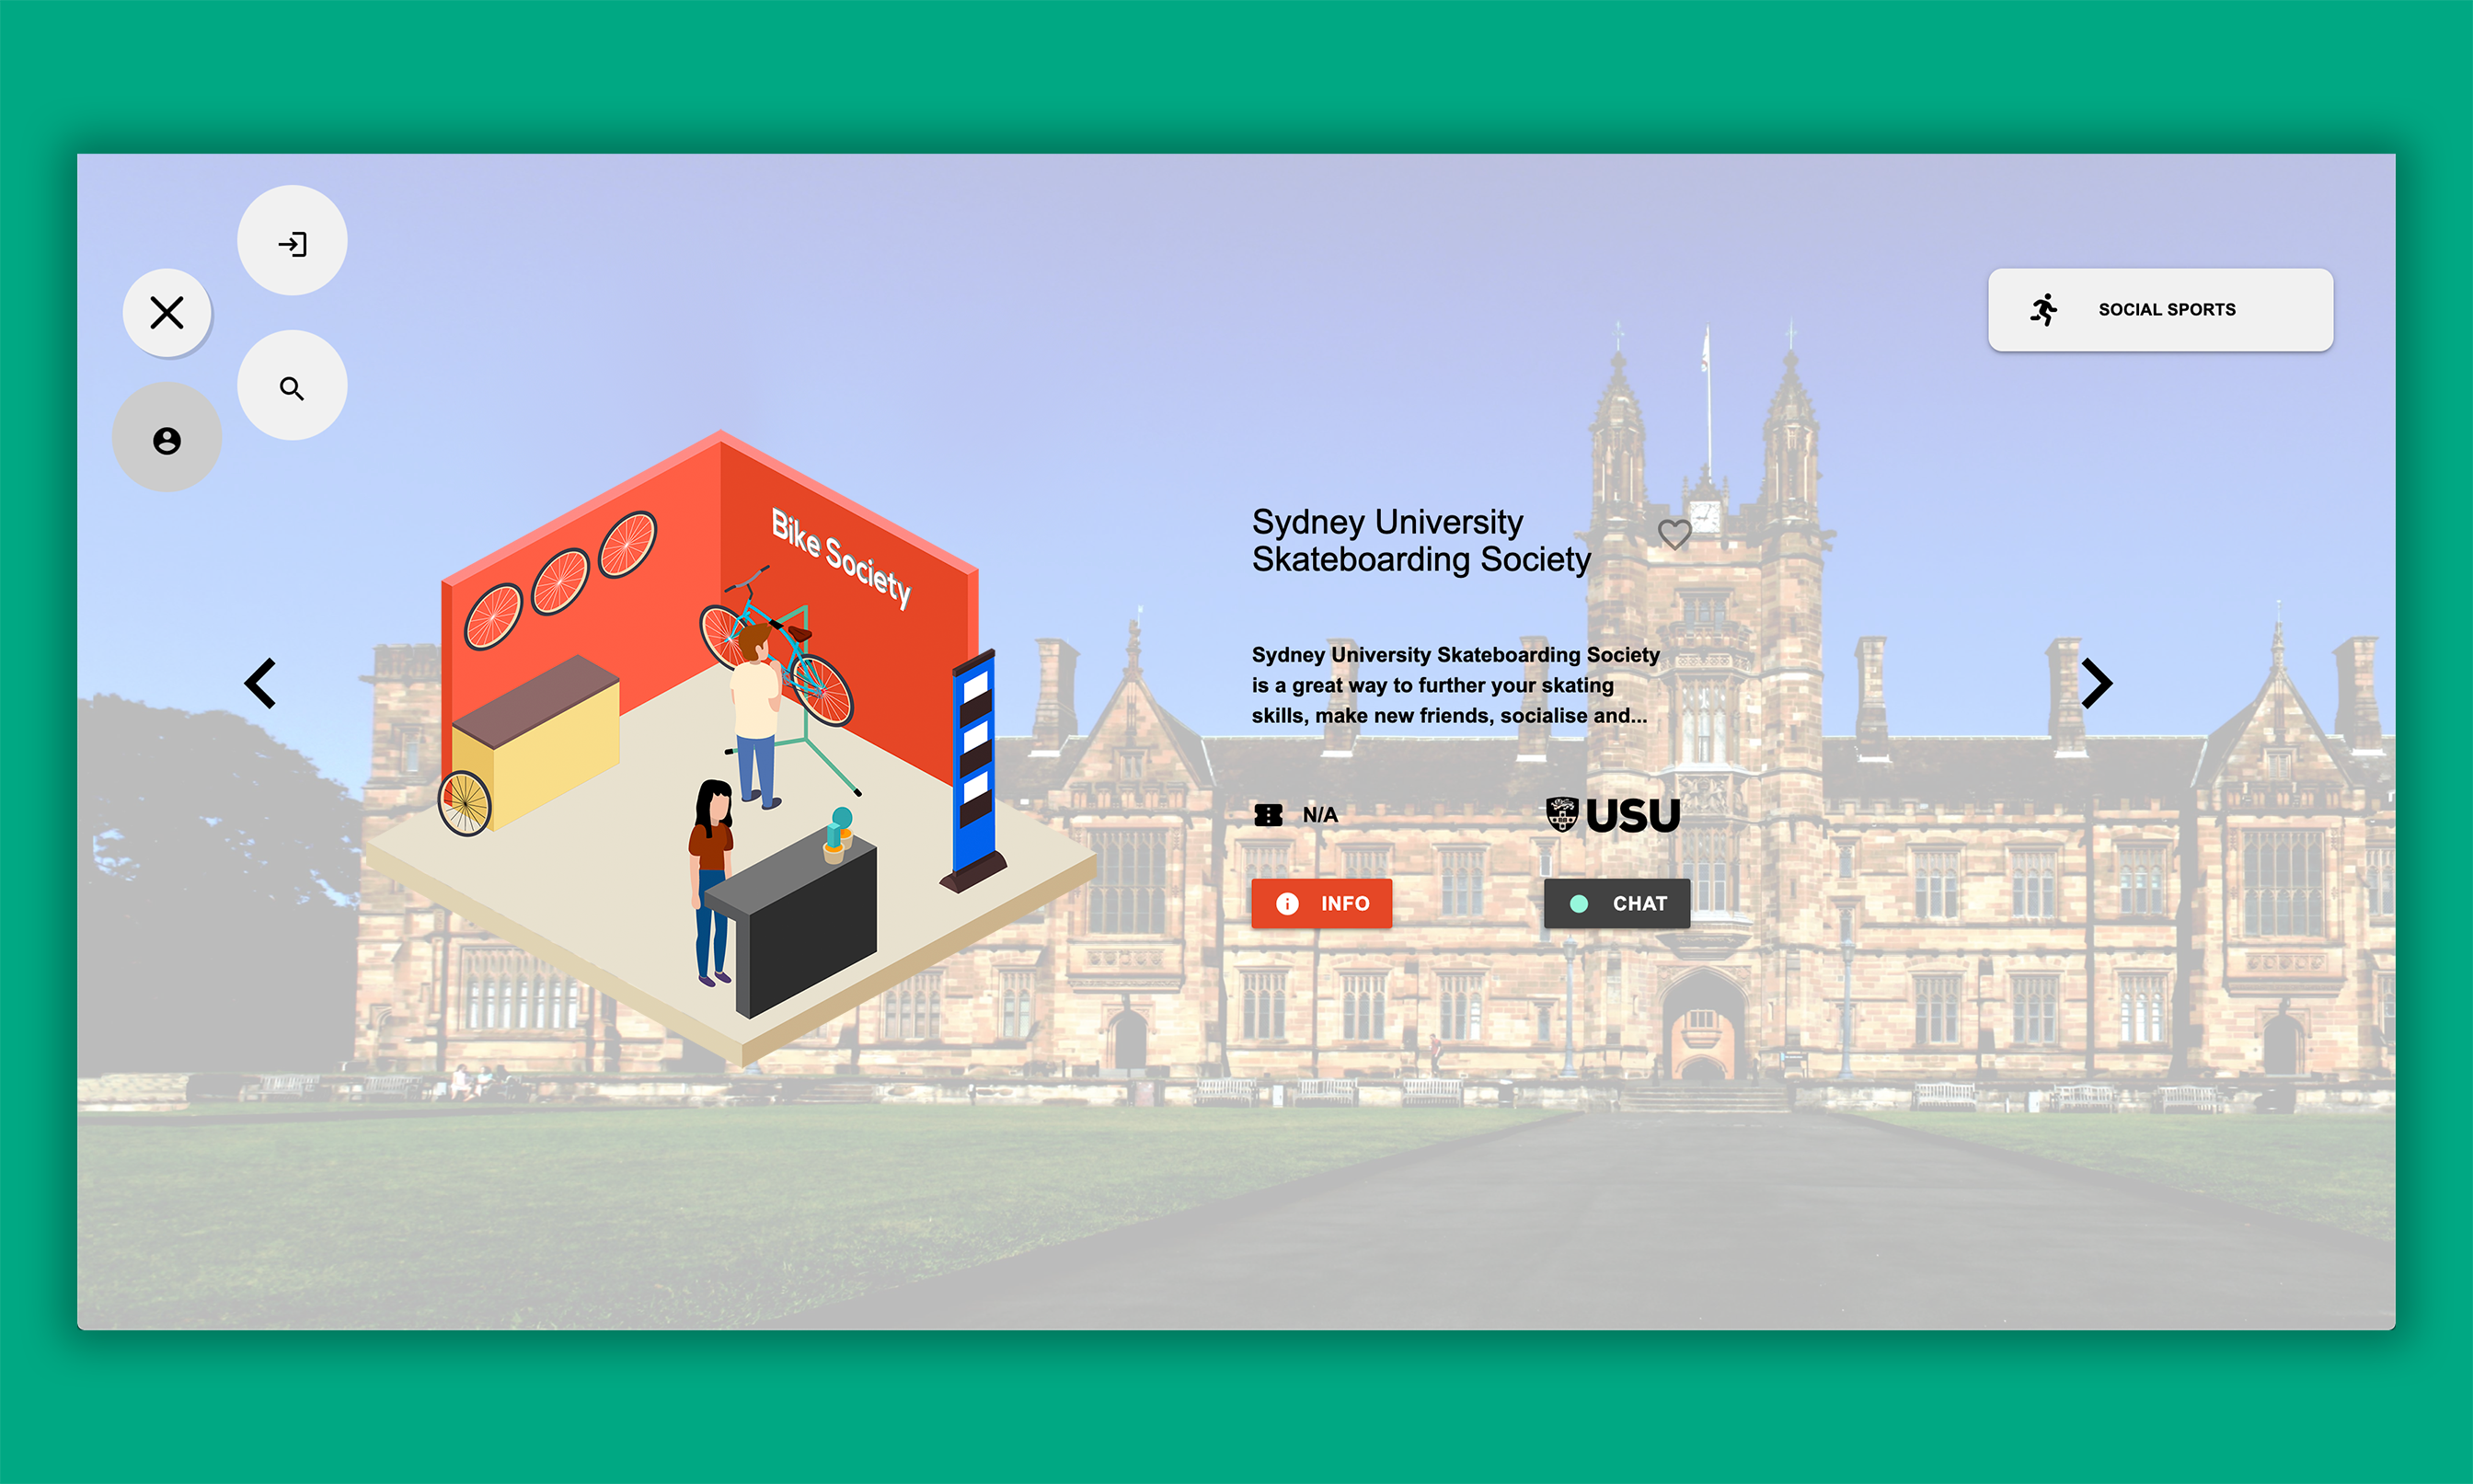 SOCIAL SPORTS
Bike Society
Sydney University
Skateboarding Society
Sydney University Skateboarding Society
is a great way to further your skating
skills, make new friends, socialise and...
N/A
USU
INFO
CHAT